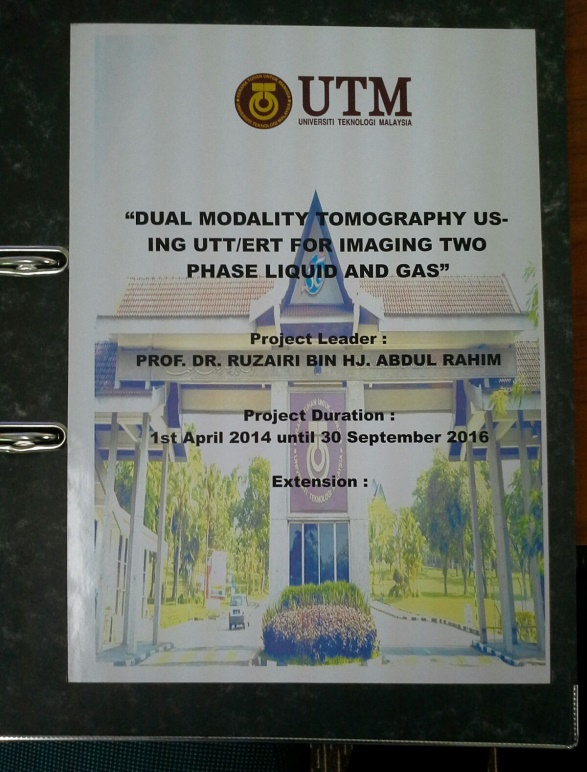 UTM
UNIVERSITI TEKNOLOGI MALAYSIA
“DUAL MODALITY TOMOGRAPHY US-
ING UTT/ERT FOR IMAGING TWO
PHASE LIQUID AND GAS”
Project Leader :
PROF. DR. RUZAIRI BIN HJ. ABDUL RAHIM
Project Duration :
1st April 2014 until 30 September 2016
Extension :